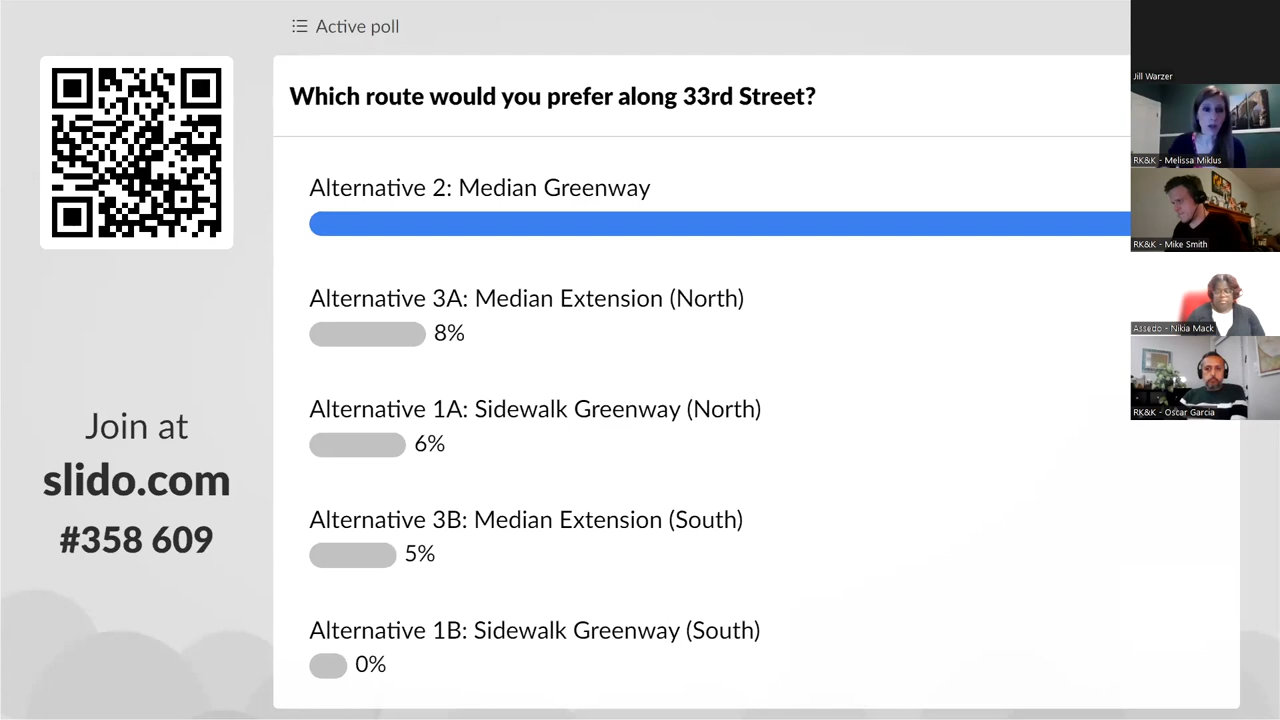 Active poll
Which route would you prefer along 33rd Street?
Alternative 2: Median Greenway
Alternative 3A: Median Extension (North)
8%
Alternative 1A: Sidewalk Greenway (North)
6%
Alternative 3B: Median Extension (South)
5%
Alternative 1B: Sidewalk Greenway (South)
0%
Join at
slido.com
#358 609
Jill Warzer
RK&K - Melissa Miklus
RK&K - Mike Smith
Assedo - Nikia Mack
RK&K - Oscar Garcia